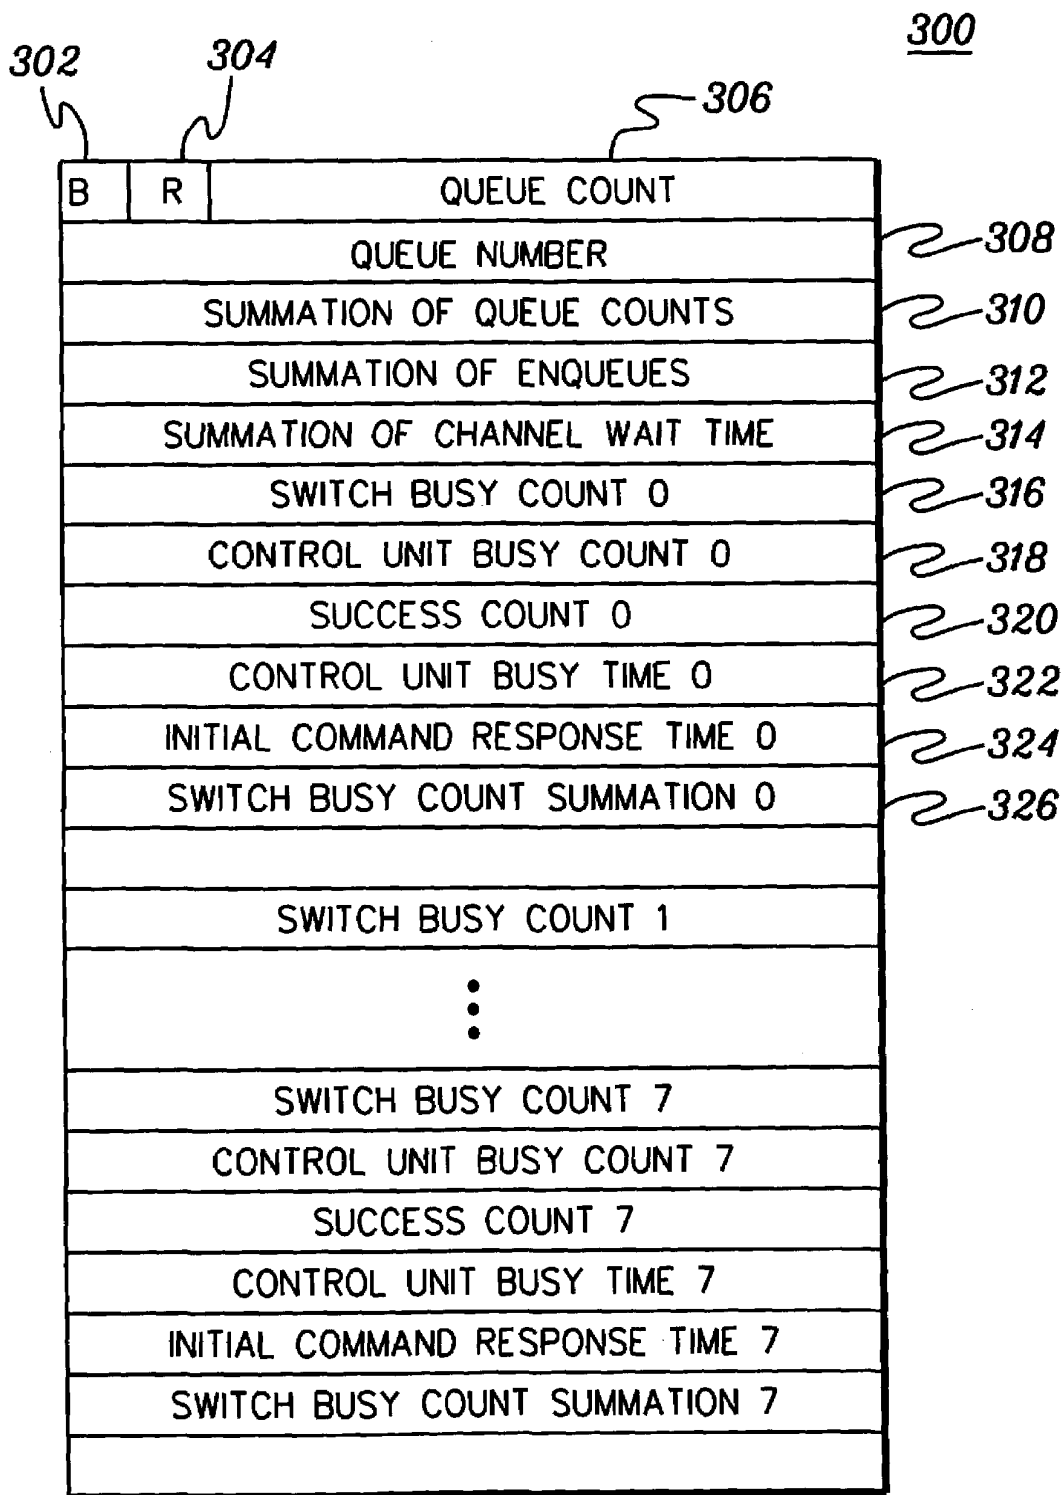 300
302 304 306
B R QUEUE COUNT
QUEUE NUMBER 308
SUMMATION OF QUEUE COUNTS 310
SUMMATION OF ENQUEUES 312
SUMMATION OF CHANNEL WAIT TIME 314
SWITCH BUSY COUNT 0 316
CONTROL UNIT BUSY COUNT 0 318
SUCCESS COUNT 0 320
CONTROL UNIT BUSY TIME 0 322
INITIAL COMMAND RESPONSE TIME 0 324
SWITCH BUSY COUNT SUMMATION 0 326
SWITCH BUSY COUNT 1
SWITCH BUSY COUNT 7
CONTROL UNIT BUSY COUNT 7
SUCCESS COUNT 7
CONTROL UNIT BUSY TIME 7
INITIAL COMMAND RESPONSE TIME 7
SWITCH BUSY COUNT SUMMATION 7